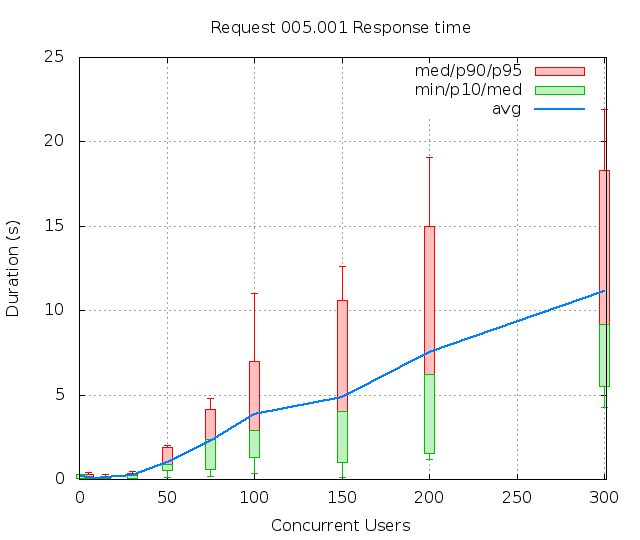 Request 005.001 Response time
25
20
15
10
5
0
med/p90/p95
min/p10/med
avg
Duration (s)
0 50 100 150 200 250 300
Concurrent Users